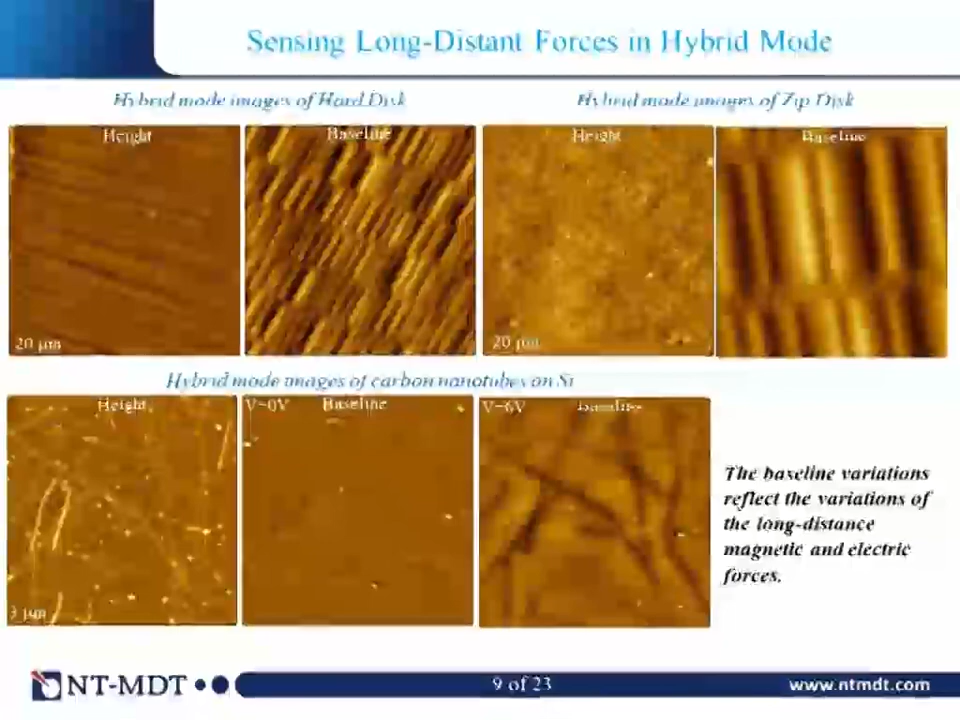 Sensing Long-Distant Forces in Hybrid Mode
Hybrid mode images of Hard Disk
Hybrid mode images of Zip Disk
Height
Baseline
Height
Baseline
20 µm
20 µm
Hybrid mode images of carbon nanotubes on Si
Height
V=0V
Baseline
V=6V
Baseline
The baseline variations
reflect the variations of
the long-distance
magnetic and electric
forces.
3 µm
NT-MDT
9 of 23
www.ntmdt.com